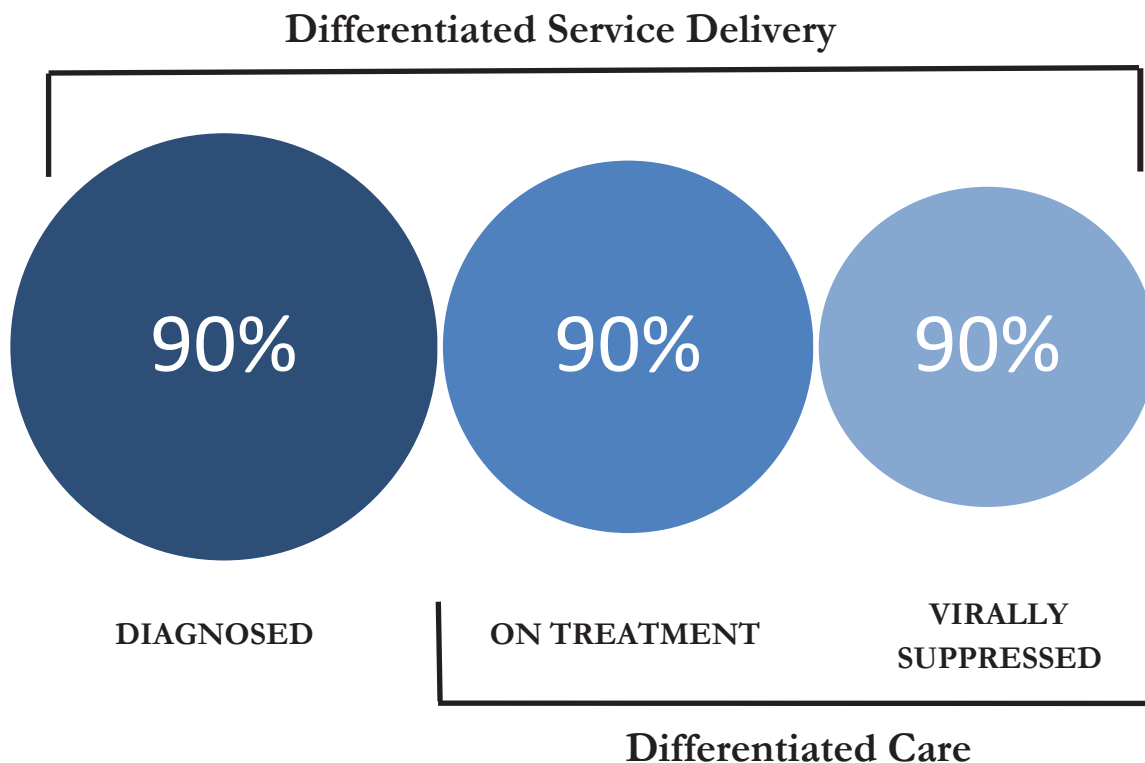 Differentiated Service Delivery
90%
90%
90%
DIAGNOSED
ON TREATMENT
VIRALLY
SUPPRESSED
Differentiated Care